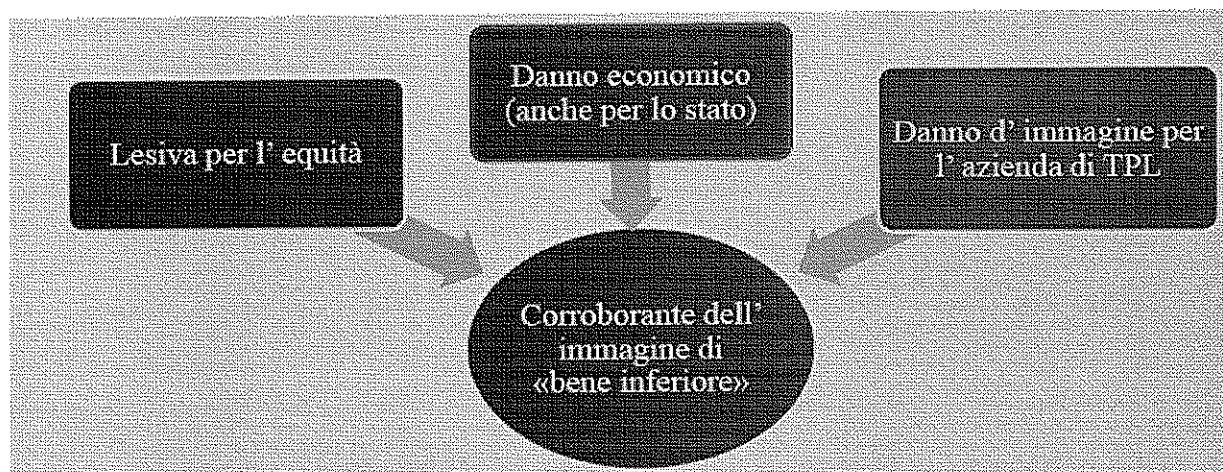 Lesiva per l' equità
Danno economico
(anche per lo stato)
Danno d' immagine per
l' azienda di TPL
Corroborante dell'
immagine di
«bene inferiore»